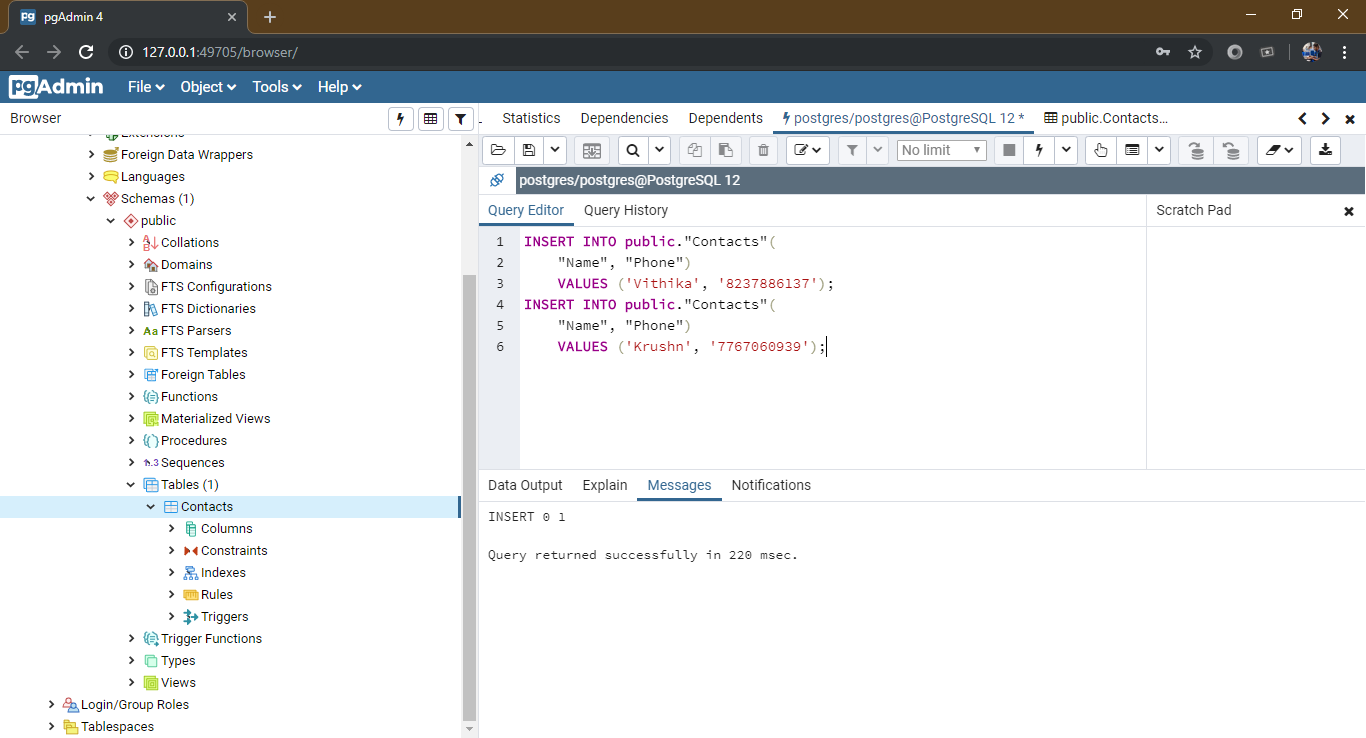 pgAdmin 4
127.0.0.1:49705/browser/
pgAdmin File Object Tools Help
Browser
Extensions
Foreign Data Wrappers
Languages
Schemas (1)
public
Collations
Domains
FTS Configurations
FTS Dictionaries
FTS Parsers
FTS Templates
Foreign Tables
Functions
Materialized Views
Procedures
Sequences
Tables (1)
Contacts
Columns
Constraints
Indexes
Rules
Triggers
Trigger Functions
Types
Views
Login/Group Roles
Tablespaces
Statistics Dependencies Dependents postgres/postgres@PostgreSQL 12 * public.Contacts...
No limit
postgres/postgres@PostgreSQL 12
Query Editor Query History
Scratch Pad
1 INSERT INTO public."Contacts"(
2 "Name", "Phone")
3 VALUES ('Vithika', '8237886137');
4 INSERT INTO public."Contacts"(
5 "Name", "Phone")
6 VALUES ('Krushn', '7767060939');
Data Output Explain Messages Notifications
INSERT 0 1
Query returned successfully in 220 msec.